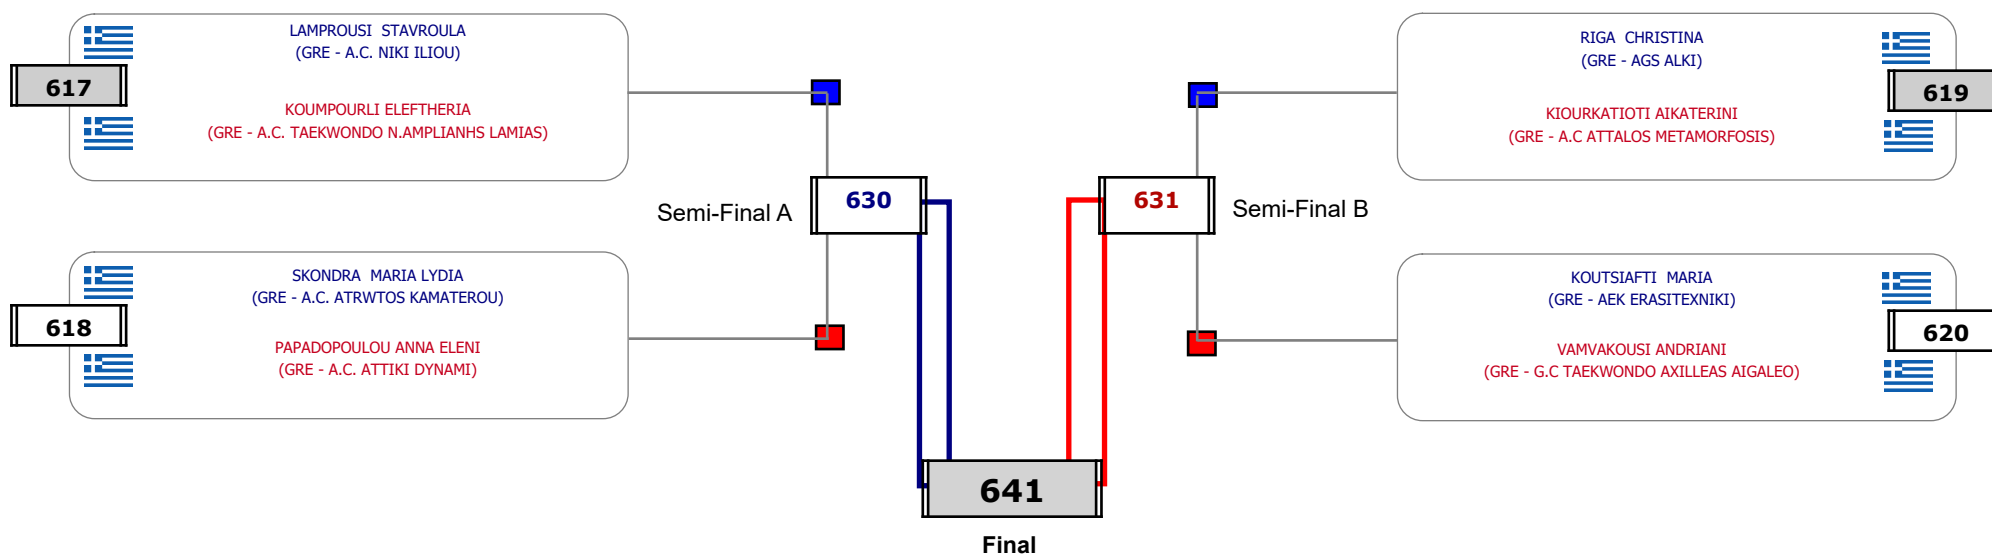 LAMPROUSI STAVROULA
(GRE - A.C. NIKI ILIOU)
617
KOUMPOURLI ELEFTHERIA
(GRE - A.C. TAEKWONDO N.AMPLIANHS LAMIAS)
SKONDRA MARIA LYDIA
(GRE - A.C. ATRWTOS KAMATEROU)
618
PAPADOPOULOU ANNA ELENI
(GRE - A.C. ATTIKI DYNAMI)
Semi-Final A
630
631
Semi-Final B
RIGA CHRISTINA
(GRE - AGS ALKI)
619
KIOURKATIOTI AIKATERINI
(GRE - A.C ATTALOS METAMORFOSIS)
KOUTSIAFTI MARIA
(GRE - AEK ERASITEXNIKI)
620
VAMVAKOUSI ANDRIANI
(GRE - G.C TAEKWONDO AXILLEAS AIGALEO)
641
Final